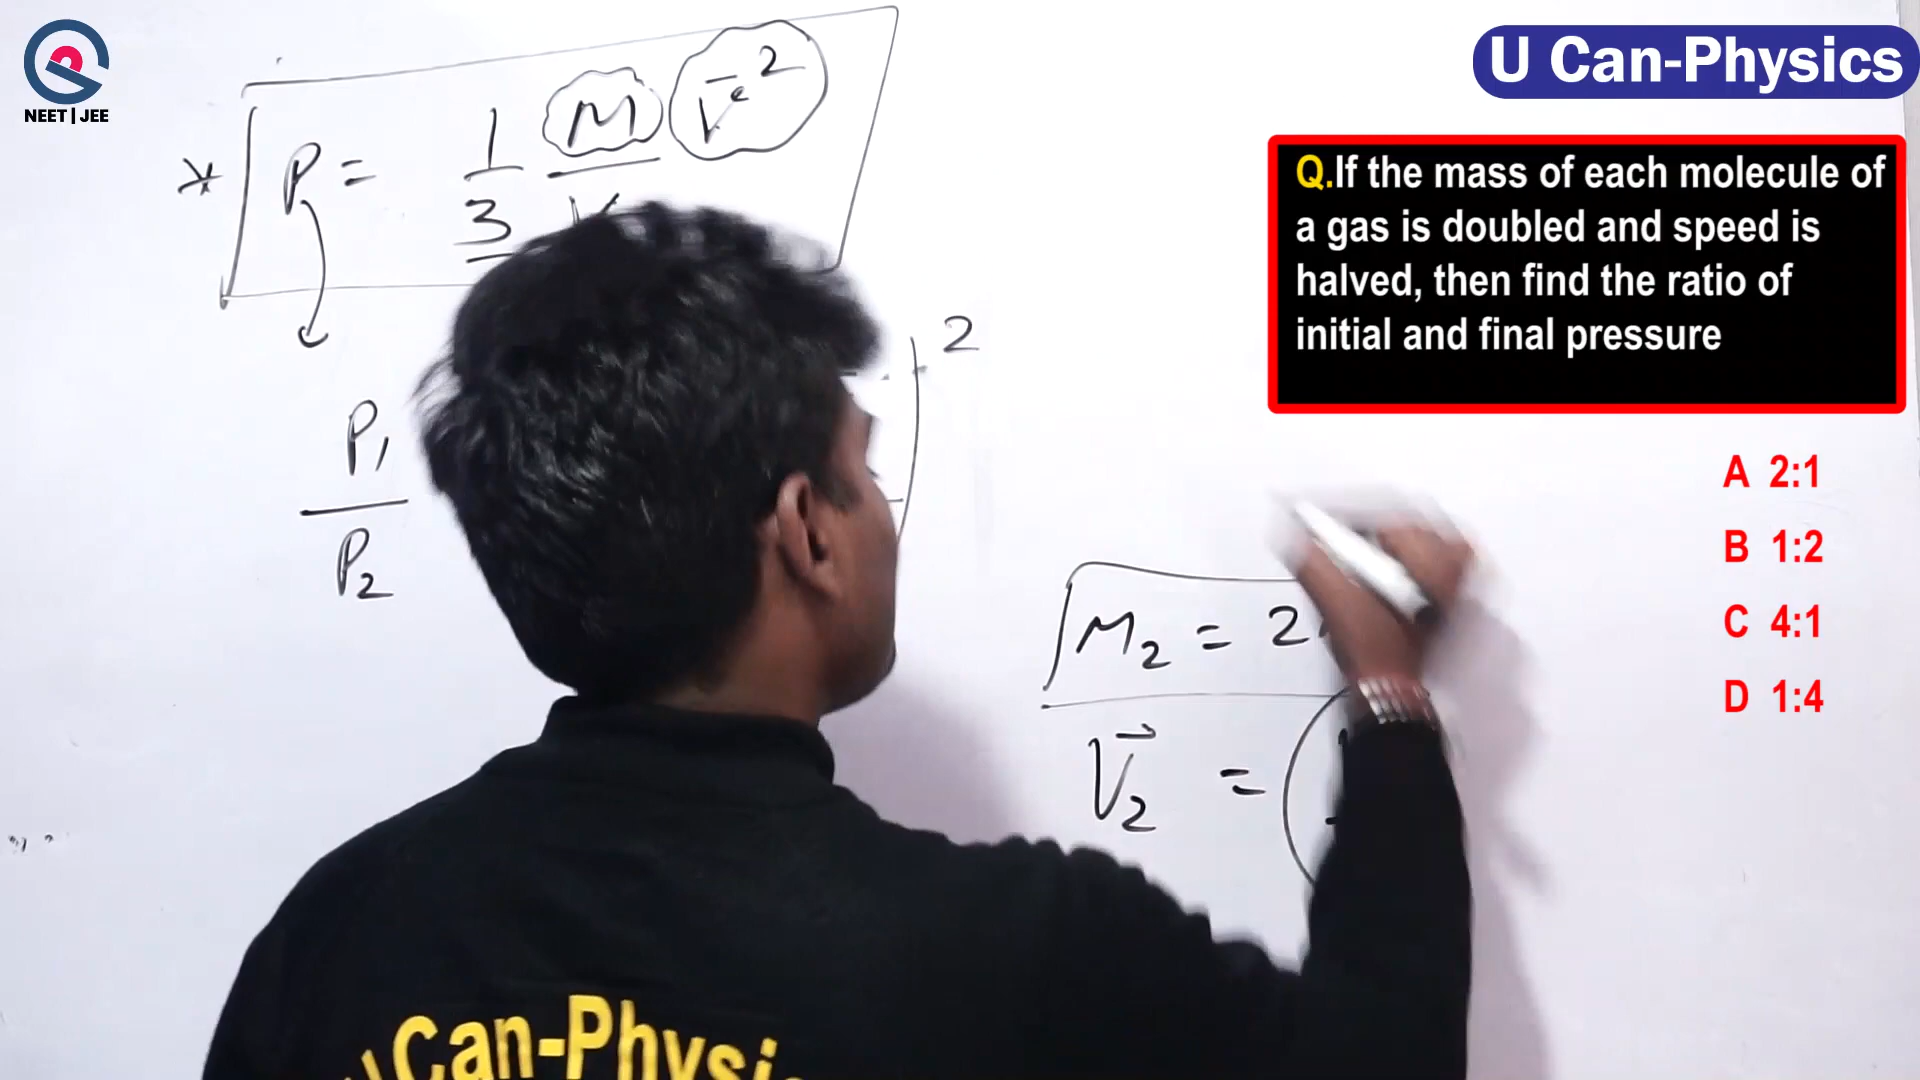 NEET|JEE
U Can-Physics
* P = 1/3 M v̄²
2
P₁
P₂
Q.If the mass of each molecule of
a gas is doubled and speed is
halved, then find the ratio of
initial and final pressure
A 2:1
B 1:2
C 4:1
D 1:4
M₂ = 2
V₂ =
U Can-Physi